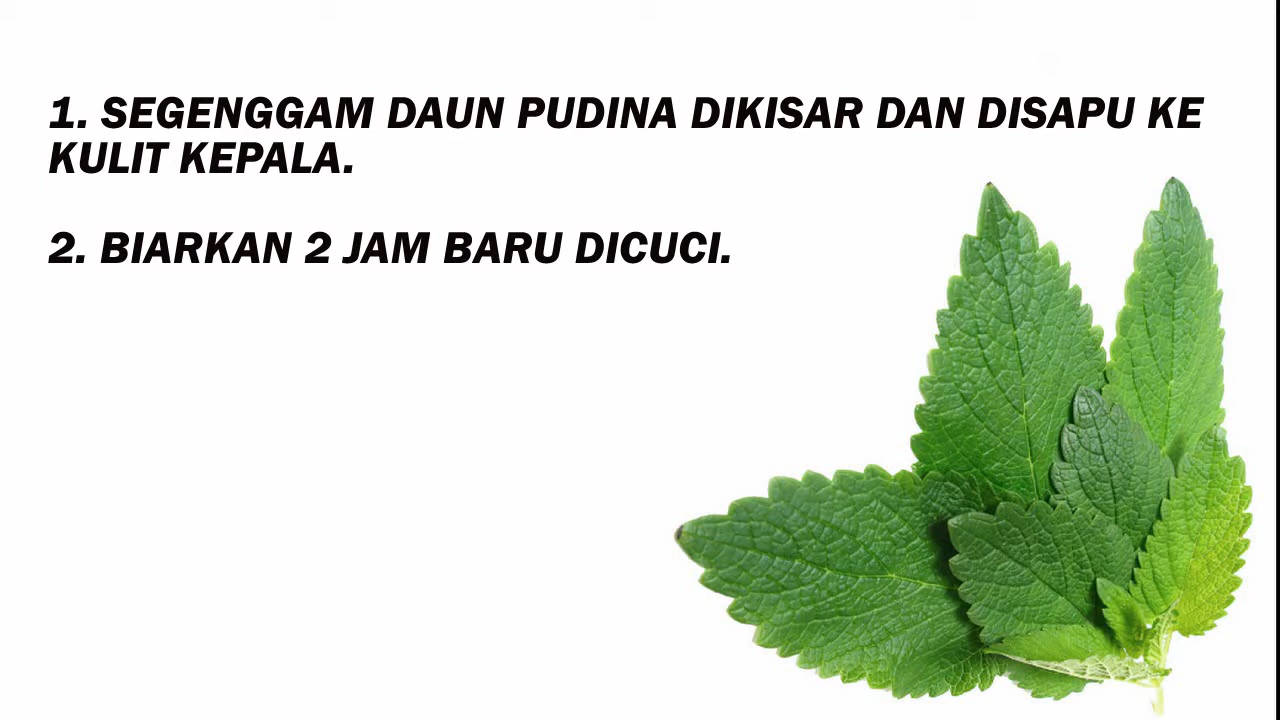 1. SEGENGGAM DAUN PUDINA DIKISAR DAN DISAPU KE
KULIT KEPALA.
2. BIARKAN 2 JAM BARU DICUCI.